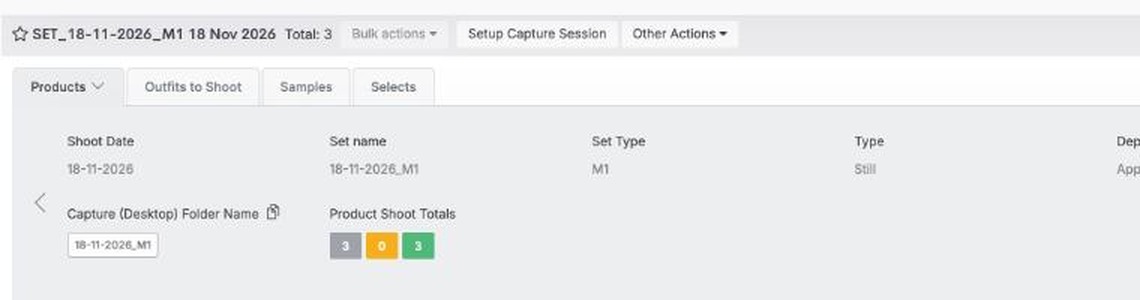 SET_18-11-2026_M1 18 Nov 2026 Total: 3 Bulk actions Setup Capture Session Other Actions
Products Outfits to Shoot Samples Selects
Shoot Date Set name Set Type Type Dep
18-11-2026 18-11-2026_M1 M1 Still App
Capture (Desktop) Folder Name Product Shoot Totals
18-11-2026_M1 3 0 3